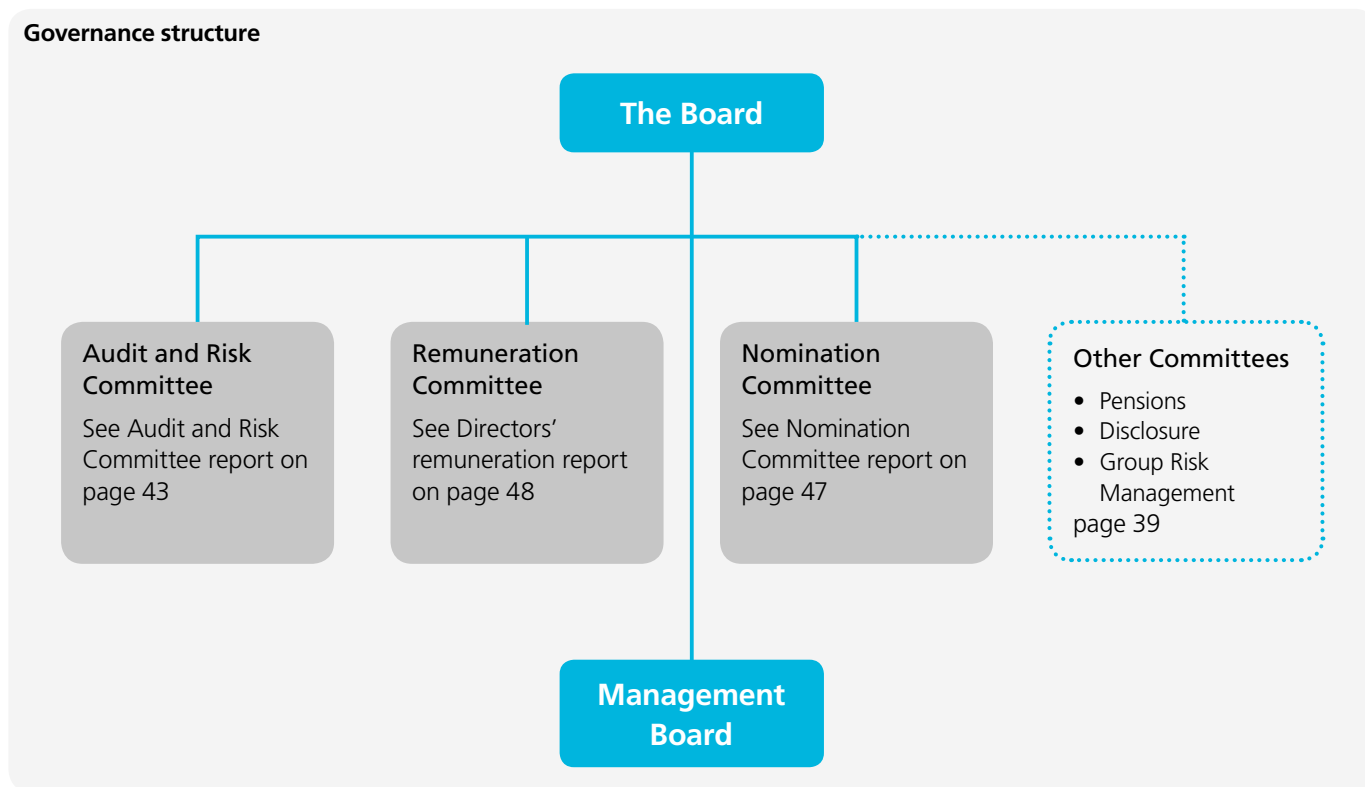 Governance structure
The Board
Audit and Risk
Committee
See Audit and Risk
Committee report on
page 43
Remuneration
Committee
See Directors’
remuneration report
on page 48
Nomination
Committee
See Nomination
Committee report on
page 47
Other Committees
• Pensions
• Disclosure
• Group Risk
Management
page 39
Management
Board